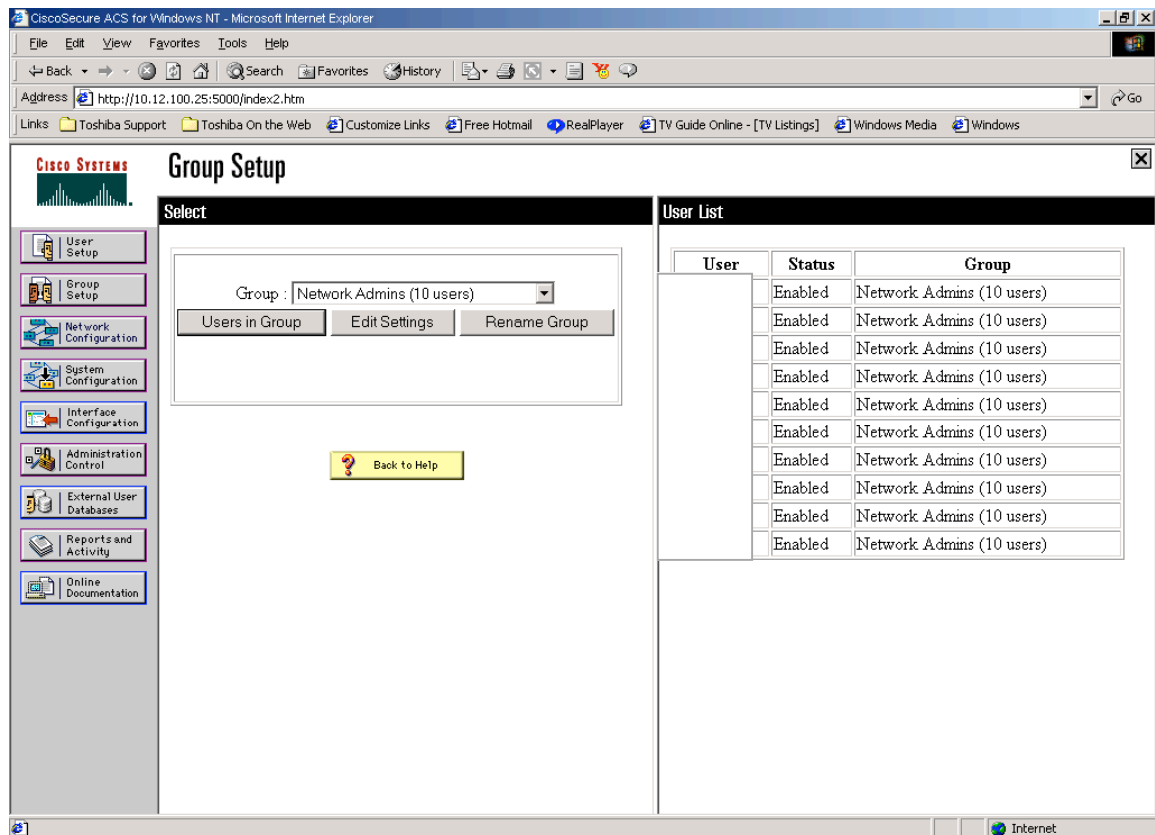 CiscoSecure ACS for Windows NT - Microsoft Internet Explorer
File Edit View Favorites Tools Help
Back Search Favorites History
Address http://10.12.100.25:5000/index2.htm Go
Links Toshiba Support Toshiba On the Web Customize Links Free Hotmail RealPlayer TV Guide Online - [TV Listings] Windows Media Windows
CISCO SYSTEMS
Group Setup
Select
User List
User Setup
Group Setup
Network Configuration
System Configuration
Interface Configuration
Administration Control
External User Databases
Reports and Activity
Online Documentation
Group : Network Admins (10 users)
Users in Group Edit Settings Rename Group
? Back to Help
User Status Group
Enabled Network Admins (10 users)
Enabled Network Admins (10 users)
Enabled Network Admins (10 users)
Enabled Network Admins (10 users)
Enabled Network Admins (10 users)
Enabled Network Admins (10 users)
Enabled Network Admins (10 users)
Enabled Network Admins (10 users)
Enabled Network Admins (10 users)
Enabled Network Admins (10 users)
Internet